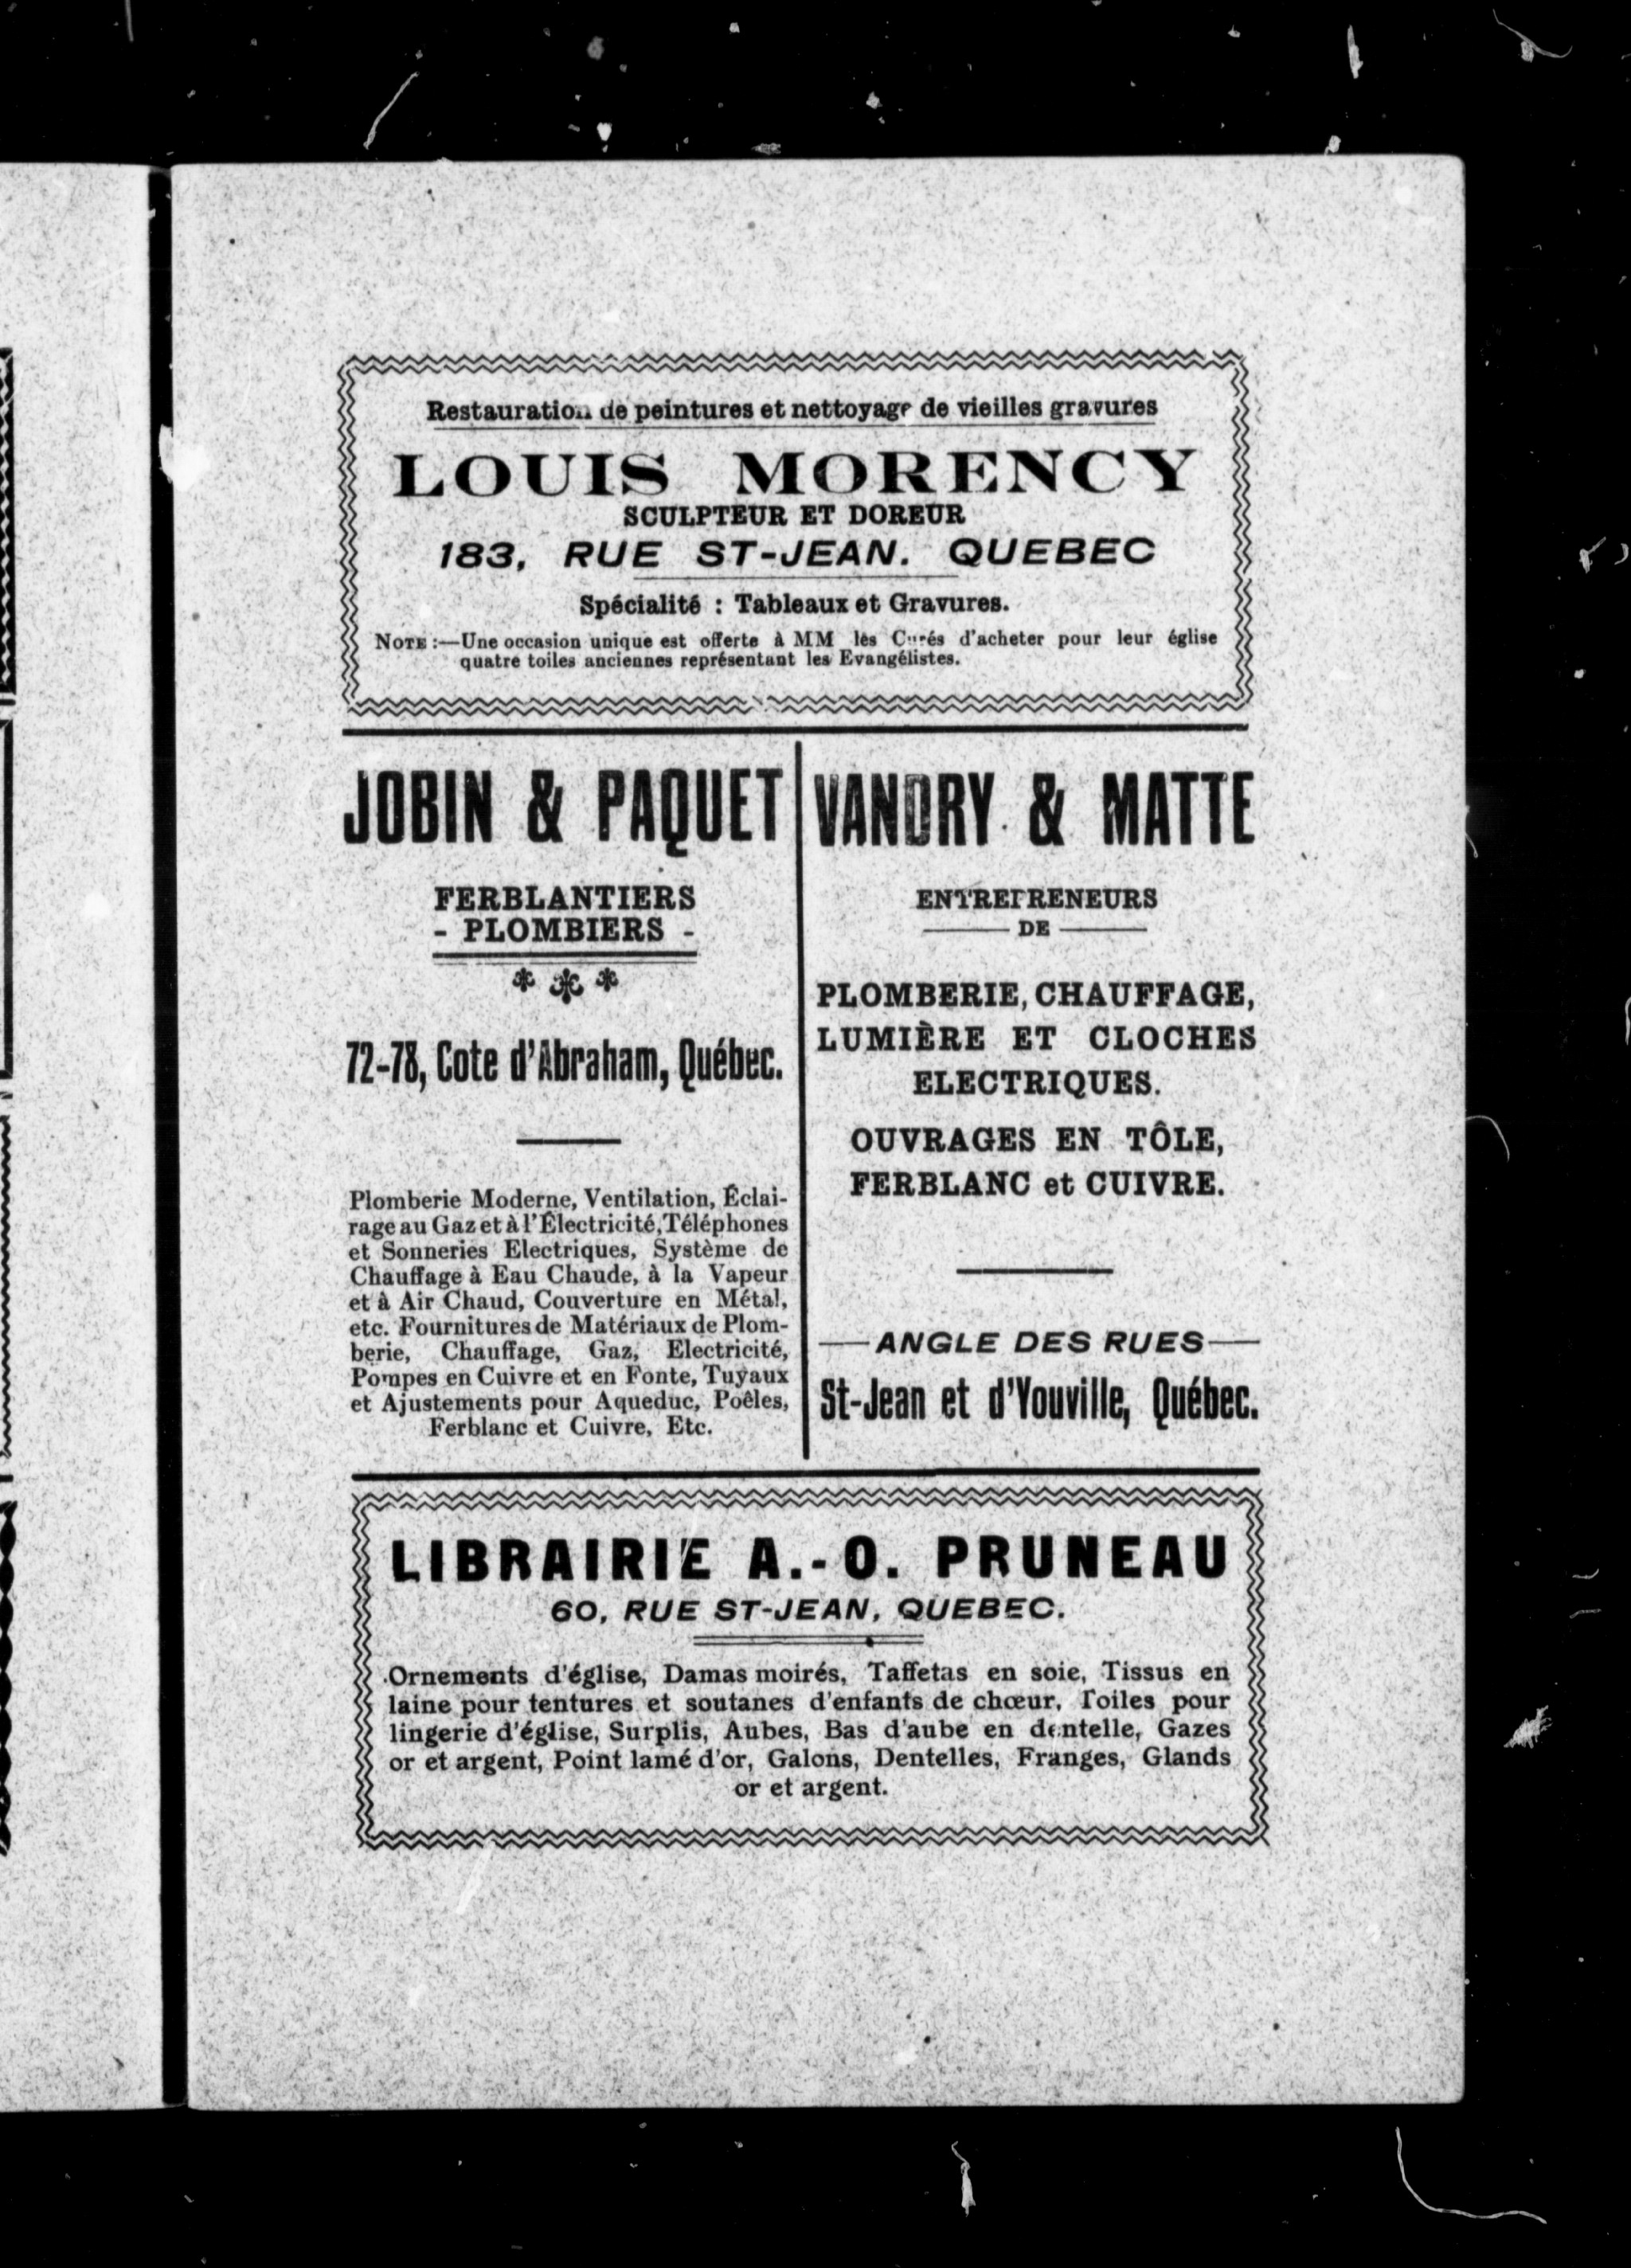 Restauration de peintures et nettoyage de vieilles gravures
LOUIS MORENCY
SCULPTEUR ET DOREUR
183, RUE ST-JEAN. QUEBEC
Spécialité : Tableaux et Gravures.
NOTE :—Une occasion unique est offerte à MM les Curés d'acheter pour leur église
quatre toiles anciennes représentant les Evangélistes.
JOBIN & PAQUET
FERBLANTIERS
- PLOMBIERS -
72-78, Cote d'Abraham, Québec.
Plomberie Moderne, Ventilation, Éclai-
rage au Gaz et à l'Électricité, Téléphones
et Sonneries Electriques, Système de
Chauffage à Eau Chaude, à la Vapeur
et à Air Chaud, Couverture en Métal,
etc. Fournitures de Matériaux de Plom-
berie, Chauffage, Gaz, Electricité,
Pompes en Cuivre et en Fonte, Tuyaux
et Ajustements pour Aqueduc, Poêles,
Ferblanc et Cuivre, Etc.
VANDRY & MATTE
ENTREPRENEURS
DE
PLOMBERIE, CHAUFFAGE,
LUMIÈRE ET CLOCHES
ELECTRIQUES.
OUVRAGES EN TÔLE,
FERBLANC et CUIVRE.
—ANGLE DES RUES—
St-Jean et d'Youville, Québec.
LIBRAIRIE A.-O. PRUNEAU
60, RUE ST-JEAN, QUEBEC.
Ornements d'église, Damas moirés, Taffetas en soie, Tissus en
laine pour tentures et soutanes d'enfants de chœur, Toiles pour
lingerie d'église, Surplis, Aubes, Bas d'aube en dentelle, Gazes
or et argent, Point lamé d'or, Galons, Dentelles, Franges, Glands
or et argent.